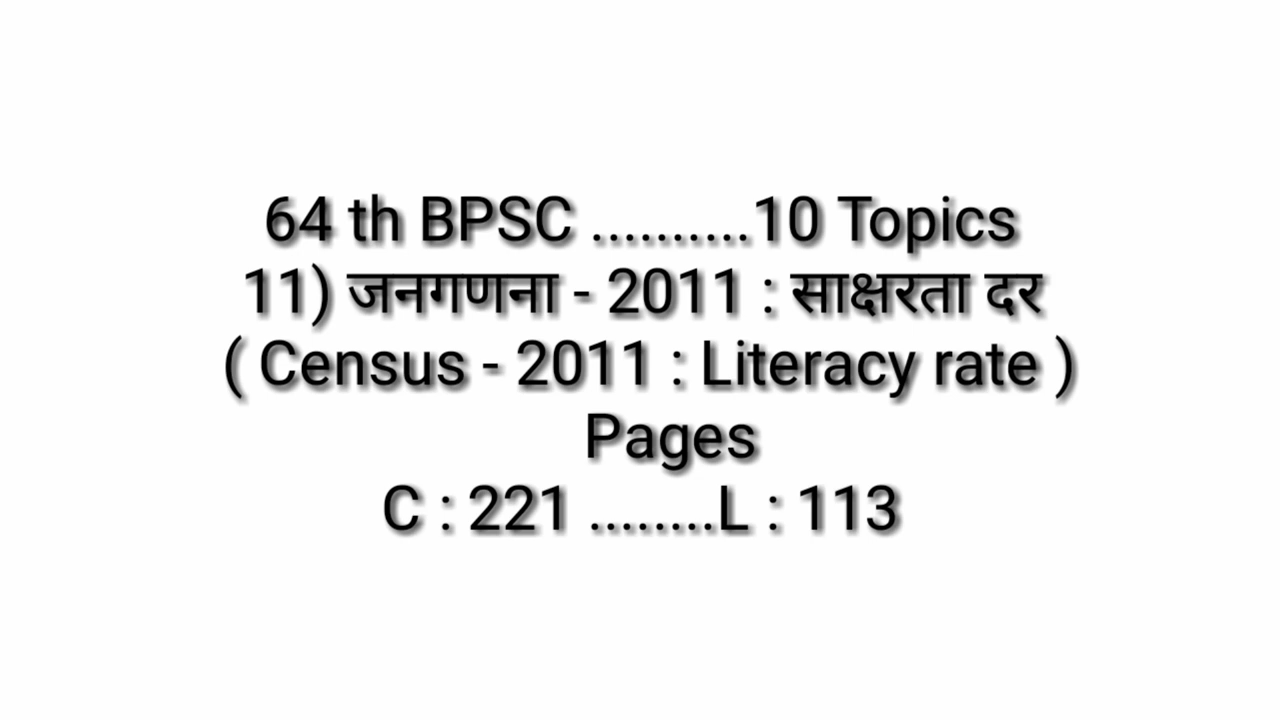 64 th BPSC ..........10 Topics
11) जनगणना - 2011 : साक्षरता दर
( Census - 2011 : Literacy rate )
Pages
C : 221 ........L : 113